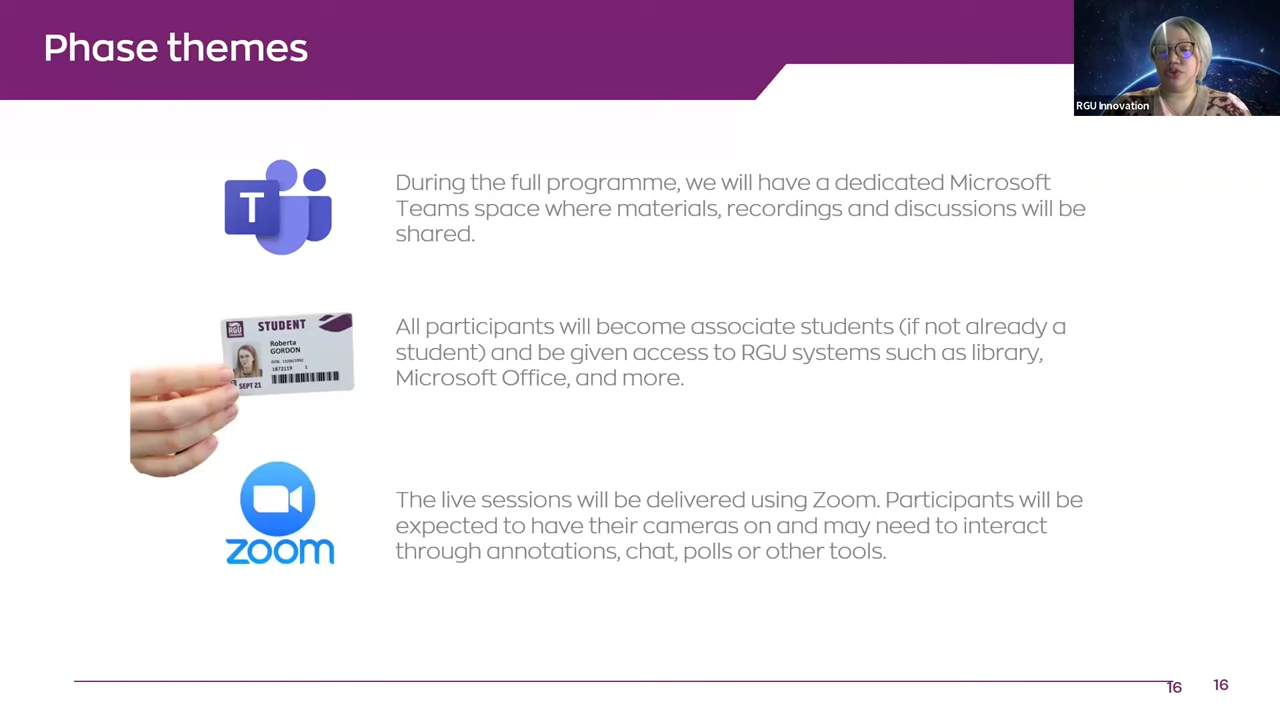 Phase themes
RGU Innovation
T
During the full programme, we will have a dedicated Microsoft
Teams space where materials, recordings and discussions will be
shared.
RGU
STUDENT
Roberta
GORDON
1872119 1
SEPT 21
All participants will become associate students (if not already a
student) and be given access to RGU systems such as library,
Microsoft Office, and more.
zoom
The live sessions will be delivered using Zoom. Participants will be
expected to have their cameras on and may need to interact
through annotations, chat, polls or other tools.
16
16